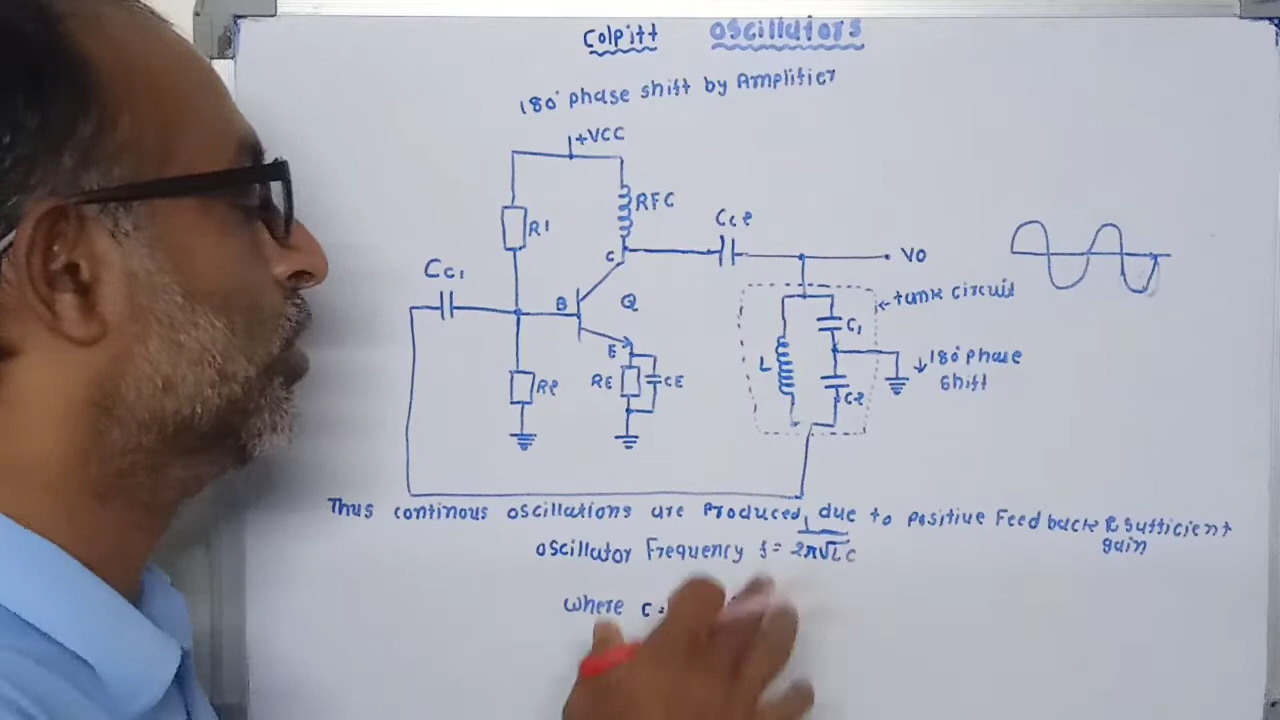 Colpitt Oscillators
180° phase shift by Amplifier
+VCC
RFC
R1
CC2
C
VO
CC1
B
Q
tank circuit
C1
E
L
180° phase
shift
R2
RE
CE
C2
Thus continous oscillations are produced due to positive Feed back & sufficient
gain
oscillator Frequency f = 1
2π√LC
where C =